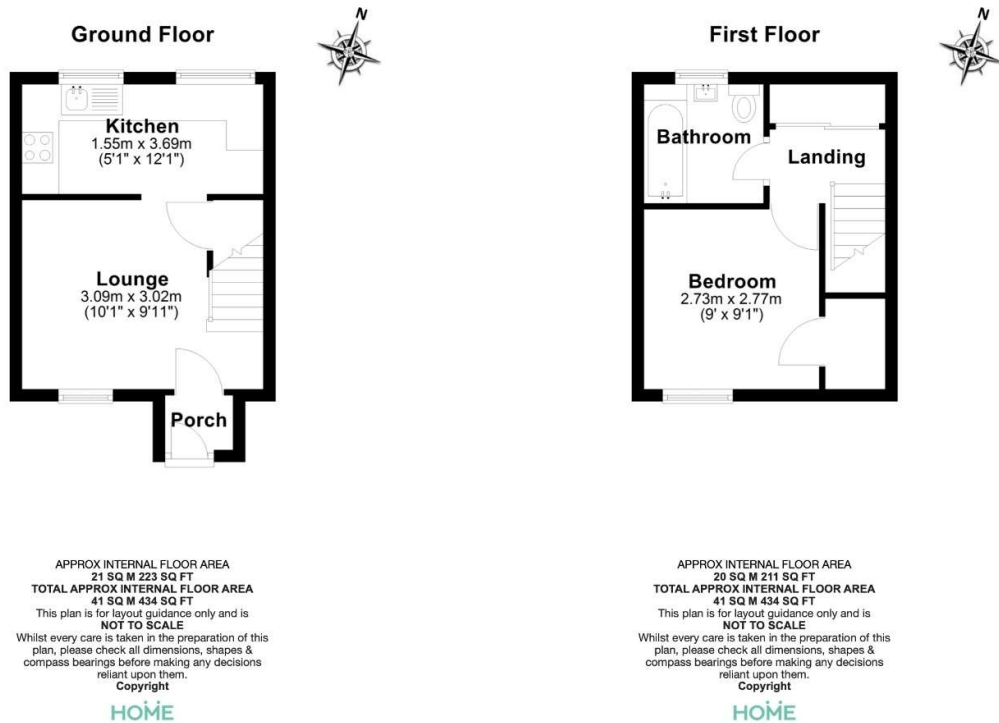 Ground Floor
N
Kitchen
1.55m x 3.69m
(5'1" x 12'1")
Lounge
3.09m x 3.02m
(10'1" x 9'11")
Porch
APPROX INTERNAL FLOOR AREA
21 SQ M 223 SQ FT
TOTAL APPROX INTERNAL FLOOR AREA
41 SQ M 434 SQ FT
This plan is for layout guidance only and is
NOT TO SCALE
Whilst every care is taken in the preparation of this
plan, please check all dimensions, shapes &
compass bearings before making any decisions
reliant upon them.
Copyright
HOME
First Floor
N
Bathroom
Landing
Bedroom
2.73m x 2.77m
(9' x 9'1")
APPROX INTERNAL FLOOR AREA
20 SQ M 211 SQ FT
TOTAL APPROX INTERNAL FLOOR AREA
41 SQ M 434 SQ FT
This plan is for layout guidance only and is
NOT TO SCALE
Whilst every care is taken in the preparation of this
plan, please check all dimensions, shapes &
compass bearings before making any decisions
reliant upon them.
Copyright
HOME